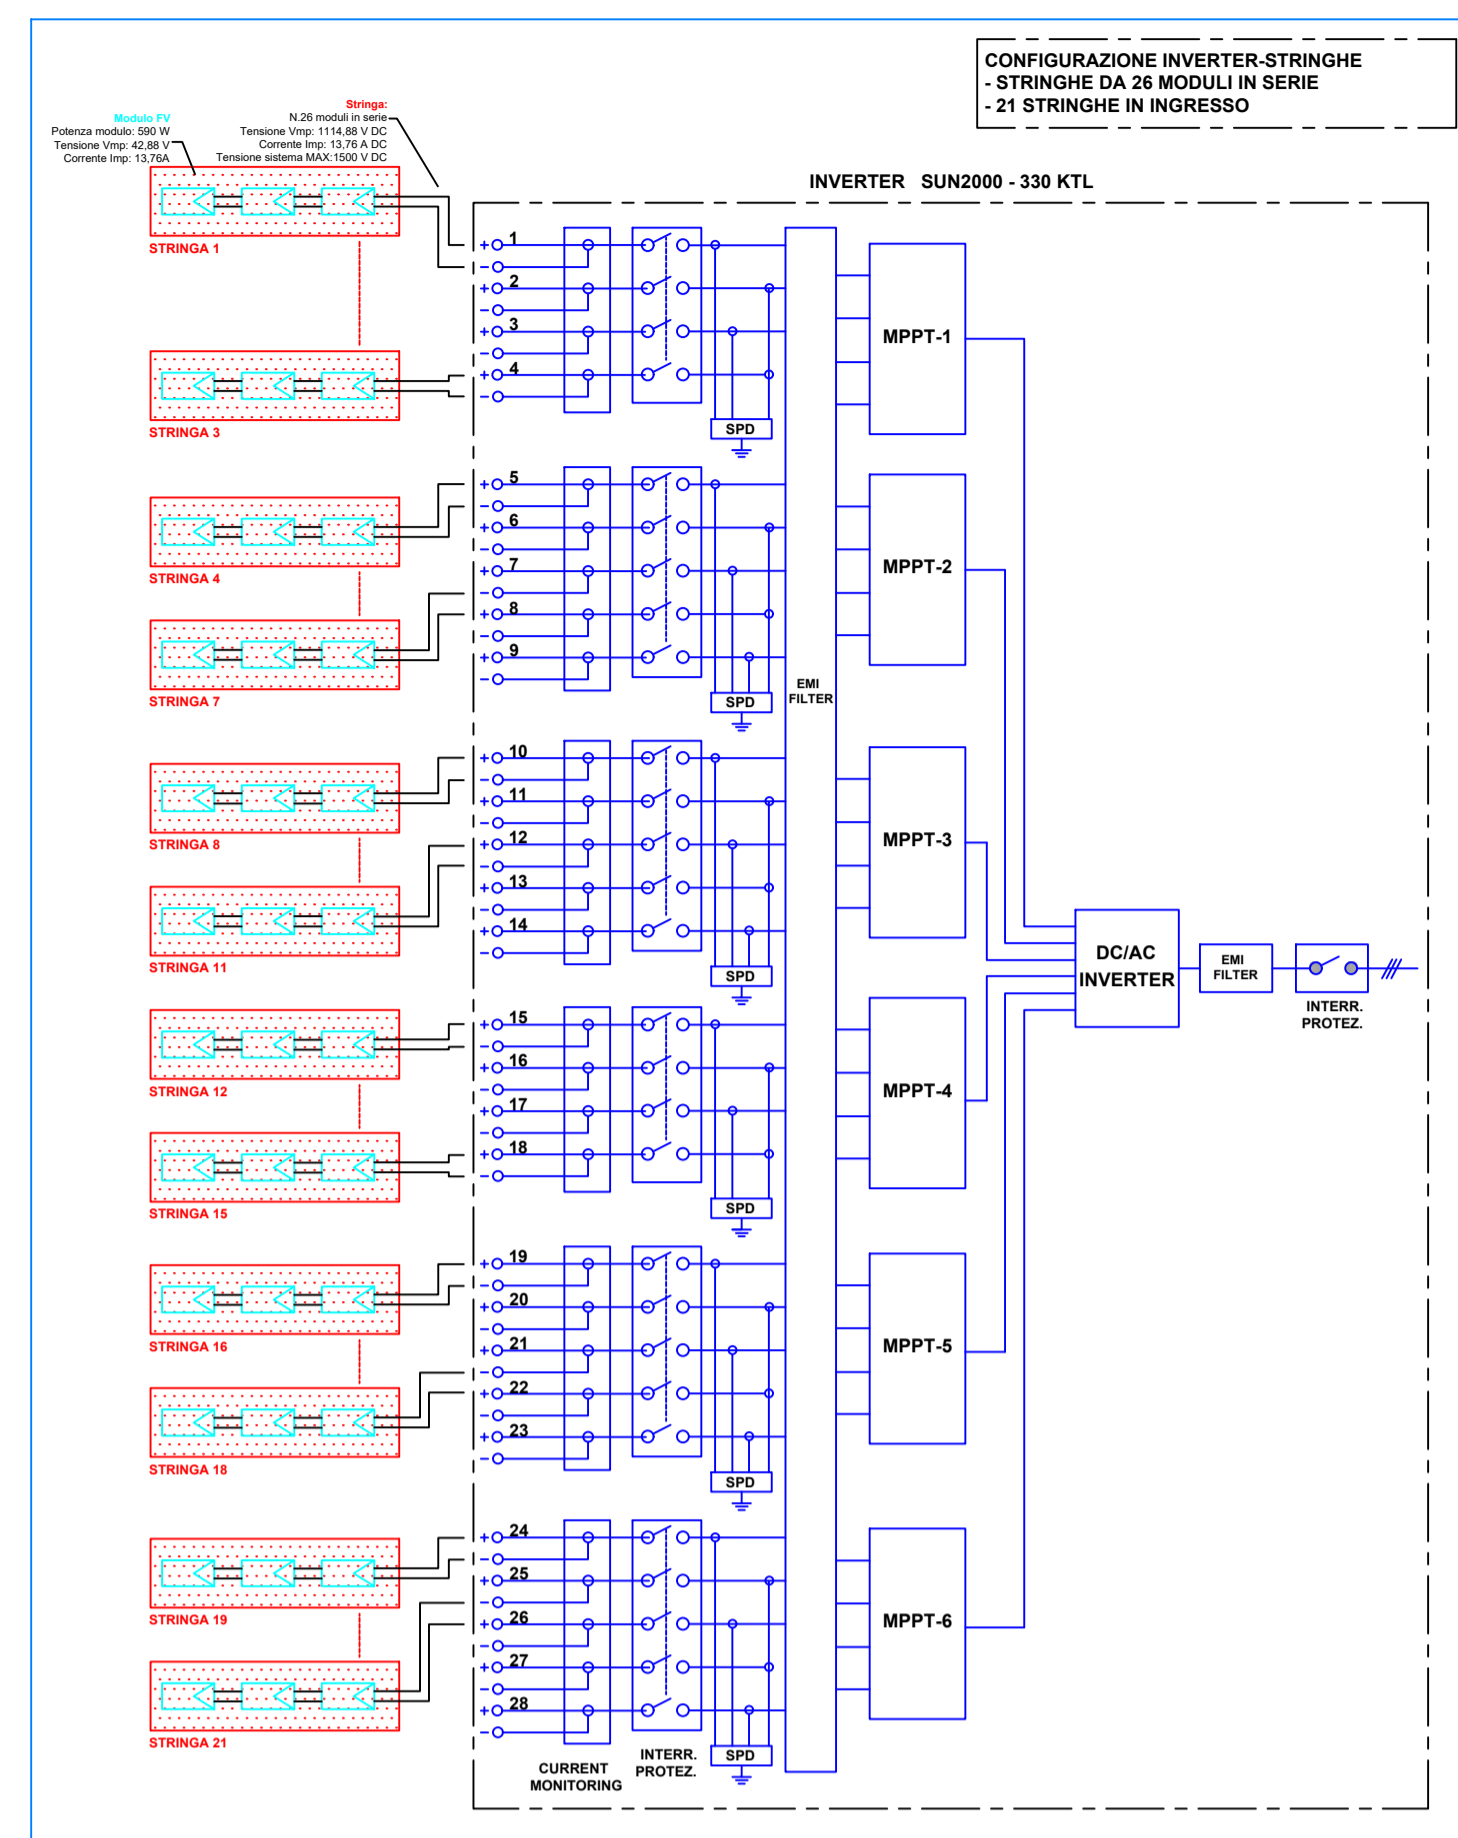 CONFIGURAZIONE INVERTER-STRINGHE
- STRINGHE DA 26 MODULI IN SERIE
- 21 STRINGHE IN INGRESSO
Modulo FV
Potenza modulo: 590 W
Tensione Vmp: 42,88 V
Corrente Imp: 13,76A
Stringa:
N.26 moduli in serie
Tensione Vmp: 1114,88 V DC
Corrente Imp: 13,76 A DC
Tensione sistema MAX:1500 V DC
INVERTER SUN2000 - 330 KTL
STRINGA 1
STRINGA 3
+ 1
-
+ 2
-
+ 3
-
+ 4
-
SPD
MPPT-1
STRINGA 4
STRINGA 7
+ 5
-
+ 6
-
+ 7
-
+ 8
-
+ 9
-
SPD
EMI
FILTER
MPPT-2
STRINGA 8
STRINGA 11
+ 10
-
+ 11
-
+ 12
-
+ 13
-
+ 14
-
SPD
MPPT-3
DC/AC
INVERTER
EMI
FILTER
INTERR.
PROTEZ.
STRINGA 12
STRINGA 15
+ 15
-
+ 16
-
+ 17
-
+ 18
-
SPD
MPPT-4
STRINGA 16
STRINGA 18
+ 19
-
+ 20
-
+ 21
-
+ 22
-
+ 23
-
SPD
MPPT-5
STRINGA 19
STRINGA 21
+ 24
-
+ 25
-
+ 26
-
+ 27
-
+ 28
-
SPD
MPPT-6
CURRENT
MONITORING
INTERR.
PROTEZ.